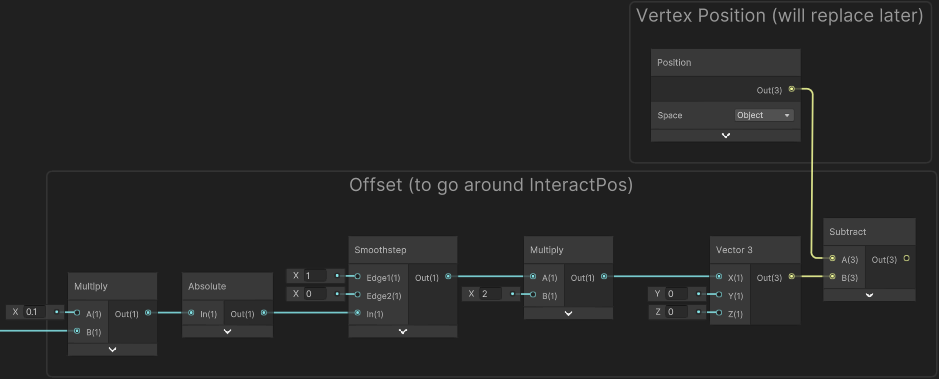 Vertex Position (will replace later)
Position
Out(3)
Space Object
Offset (to go around InteractPos)
Multiply
X 0.1 A(1) Out(1)
B(1)
Absolute
In(1) Out(1)
Smoothstep
X 1 Edge1(1) Out(1)
X 0 Edge2(1)
In(1)
Multiply
A(1) Out(1)
X 2 B(1)
Vector 3
X(1) Out(3)
Y 0 Y(1)
Z 0 Z(1)
Subtract
A(3) Out(3)
B(3)